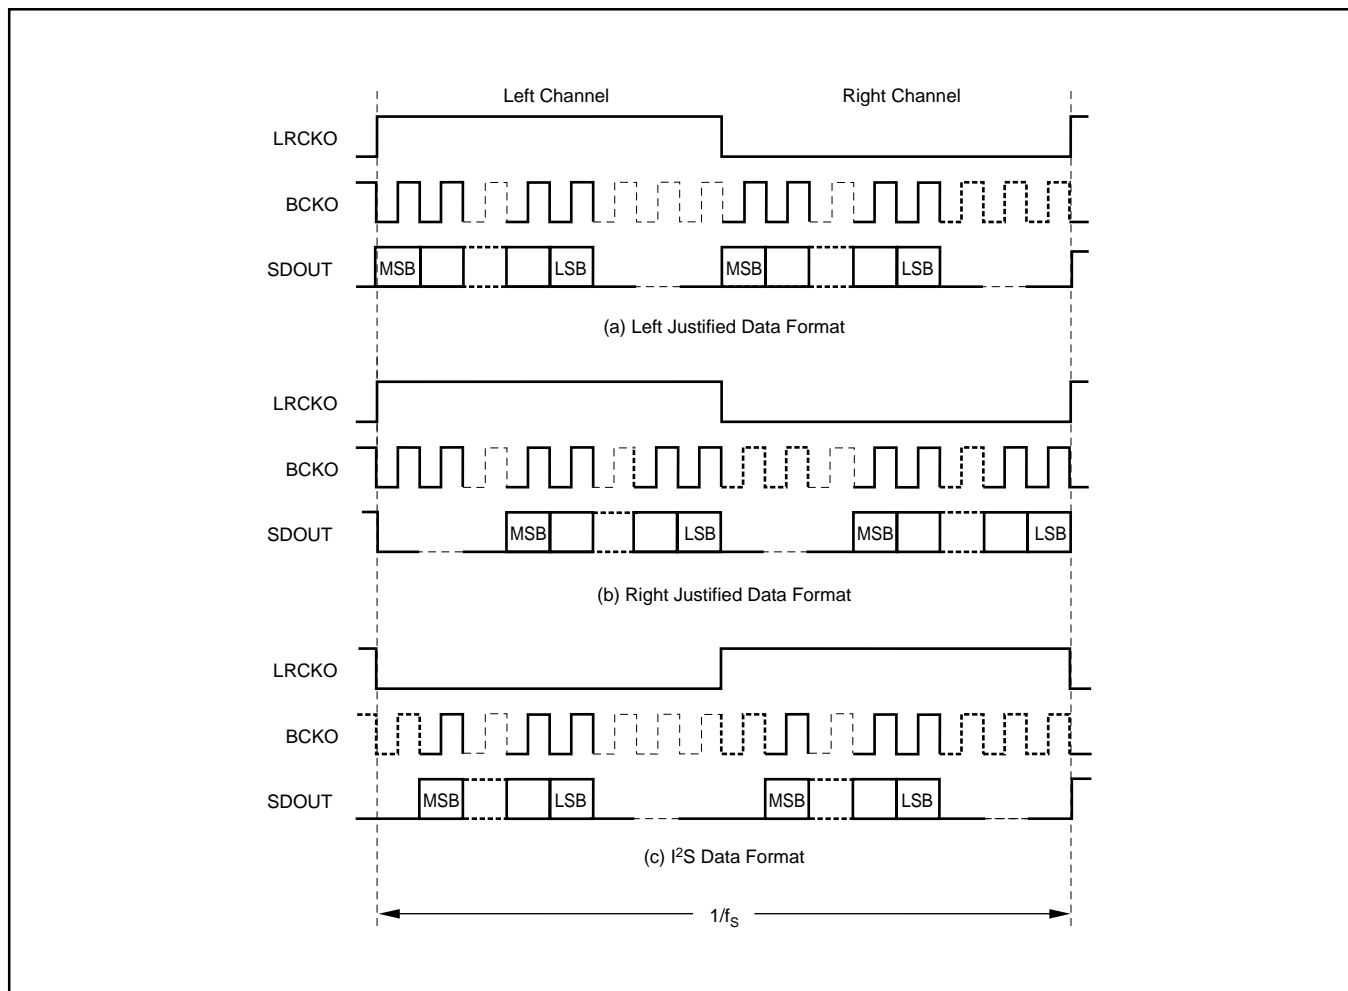 Left Channel Right Channel
LRCKO
BCKO
SDOUT MSB LSB MSB LSB
(a) Left Justified Data Format
LRCKO
BCKO
SDOUT MSB LSB MSB LSB
(b) Right Justified Data Format
LRCKO
BCKO
SDOUT MSB LSB MSB LSB
(c) I²S Data Format
1/fS